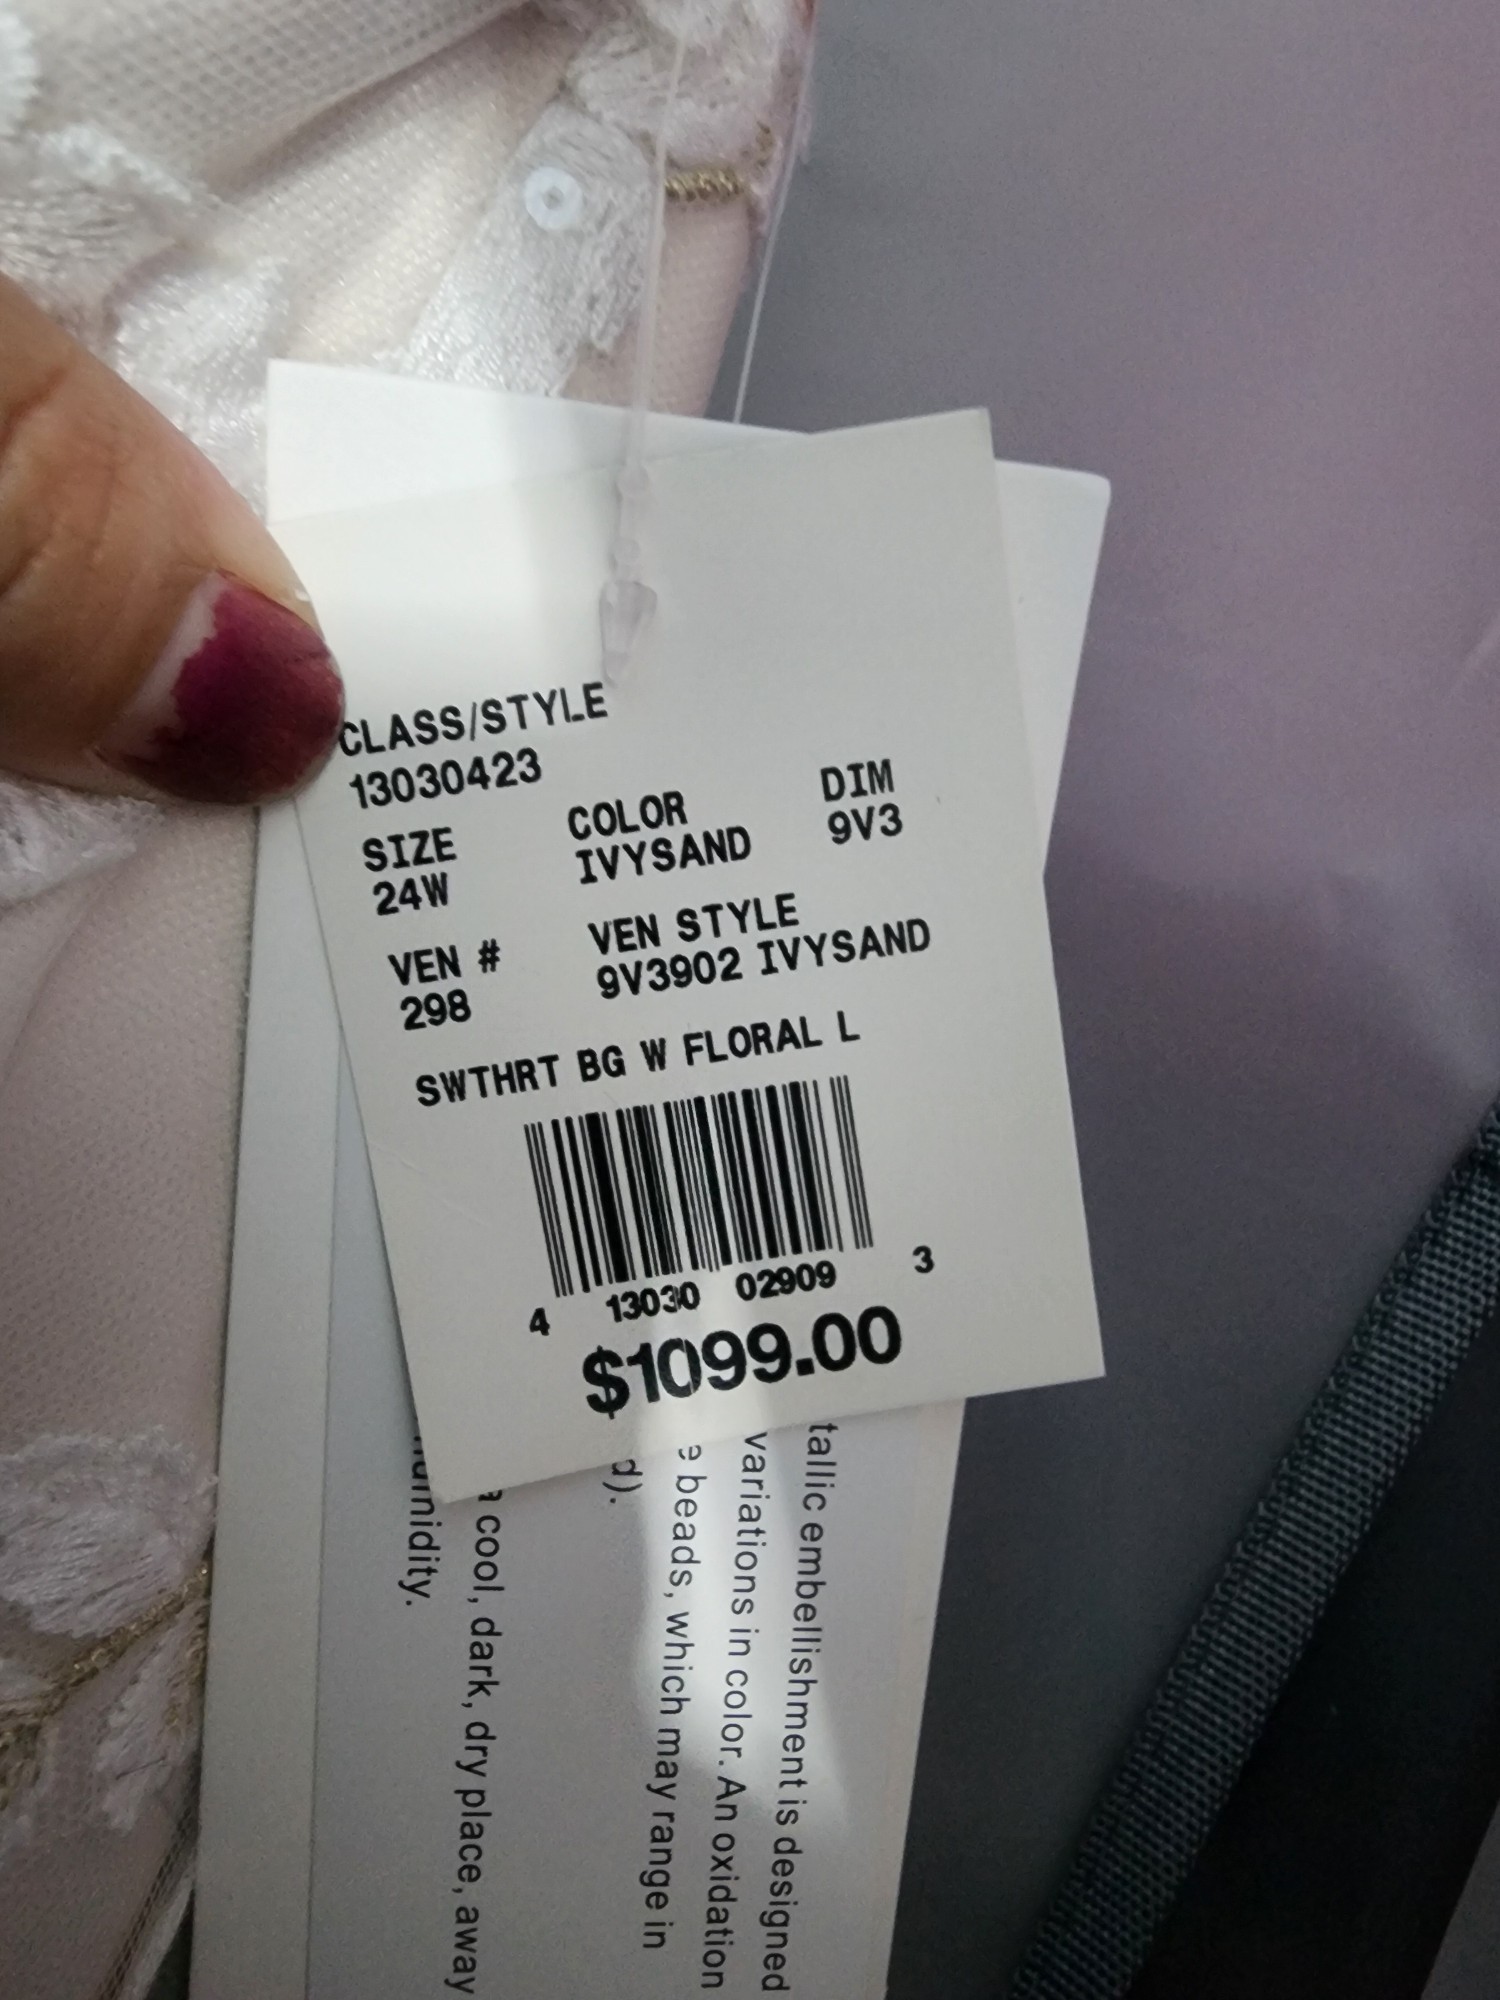 CLASS/STYLE
13030423
SIZE COLOR DIM
24W IVYSAND 9V3
VEN # VEN STYLE
298 9V3902 IVYSAND
SWTHRT BG W FLORAL L
4 13030 02909 3
$1099.00
tallic embellishment is designed
variations in color. An oxidation
e beads, which may range in
d).
a cool, dark, dry place, away
humidity.